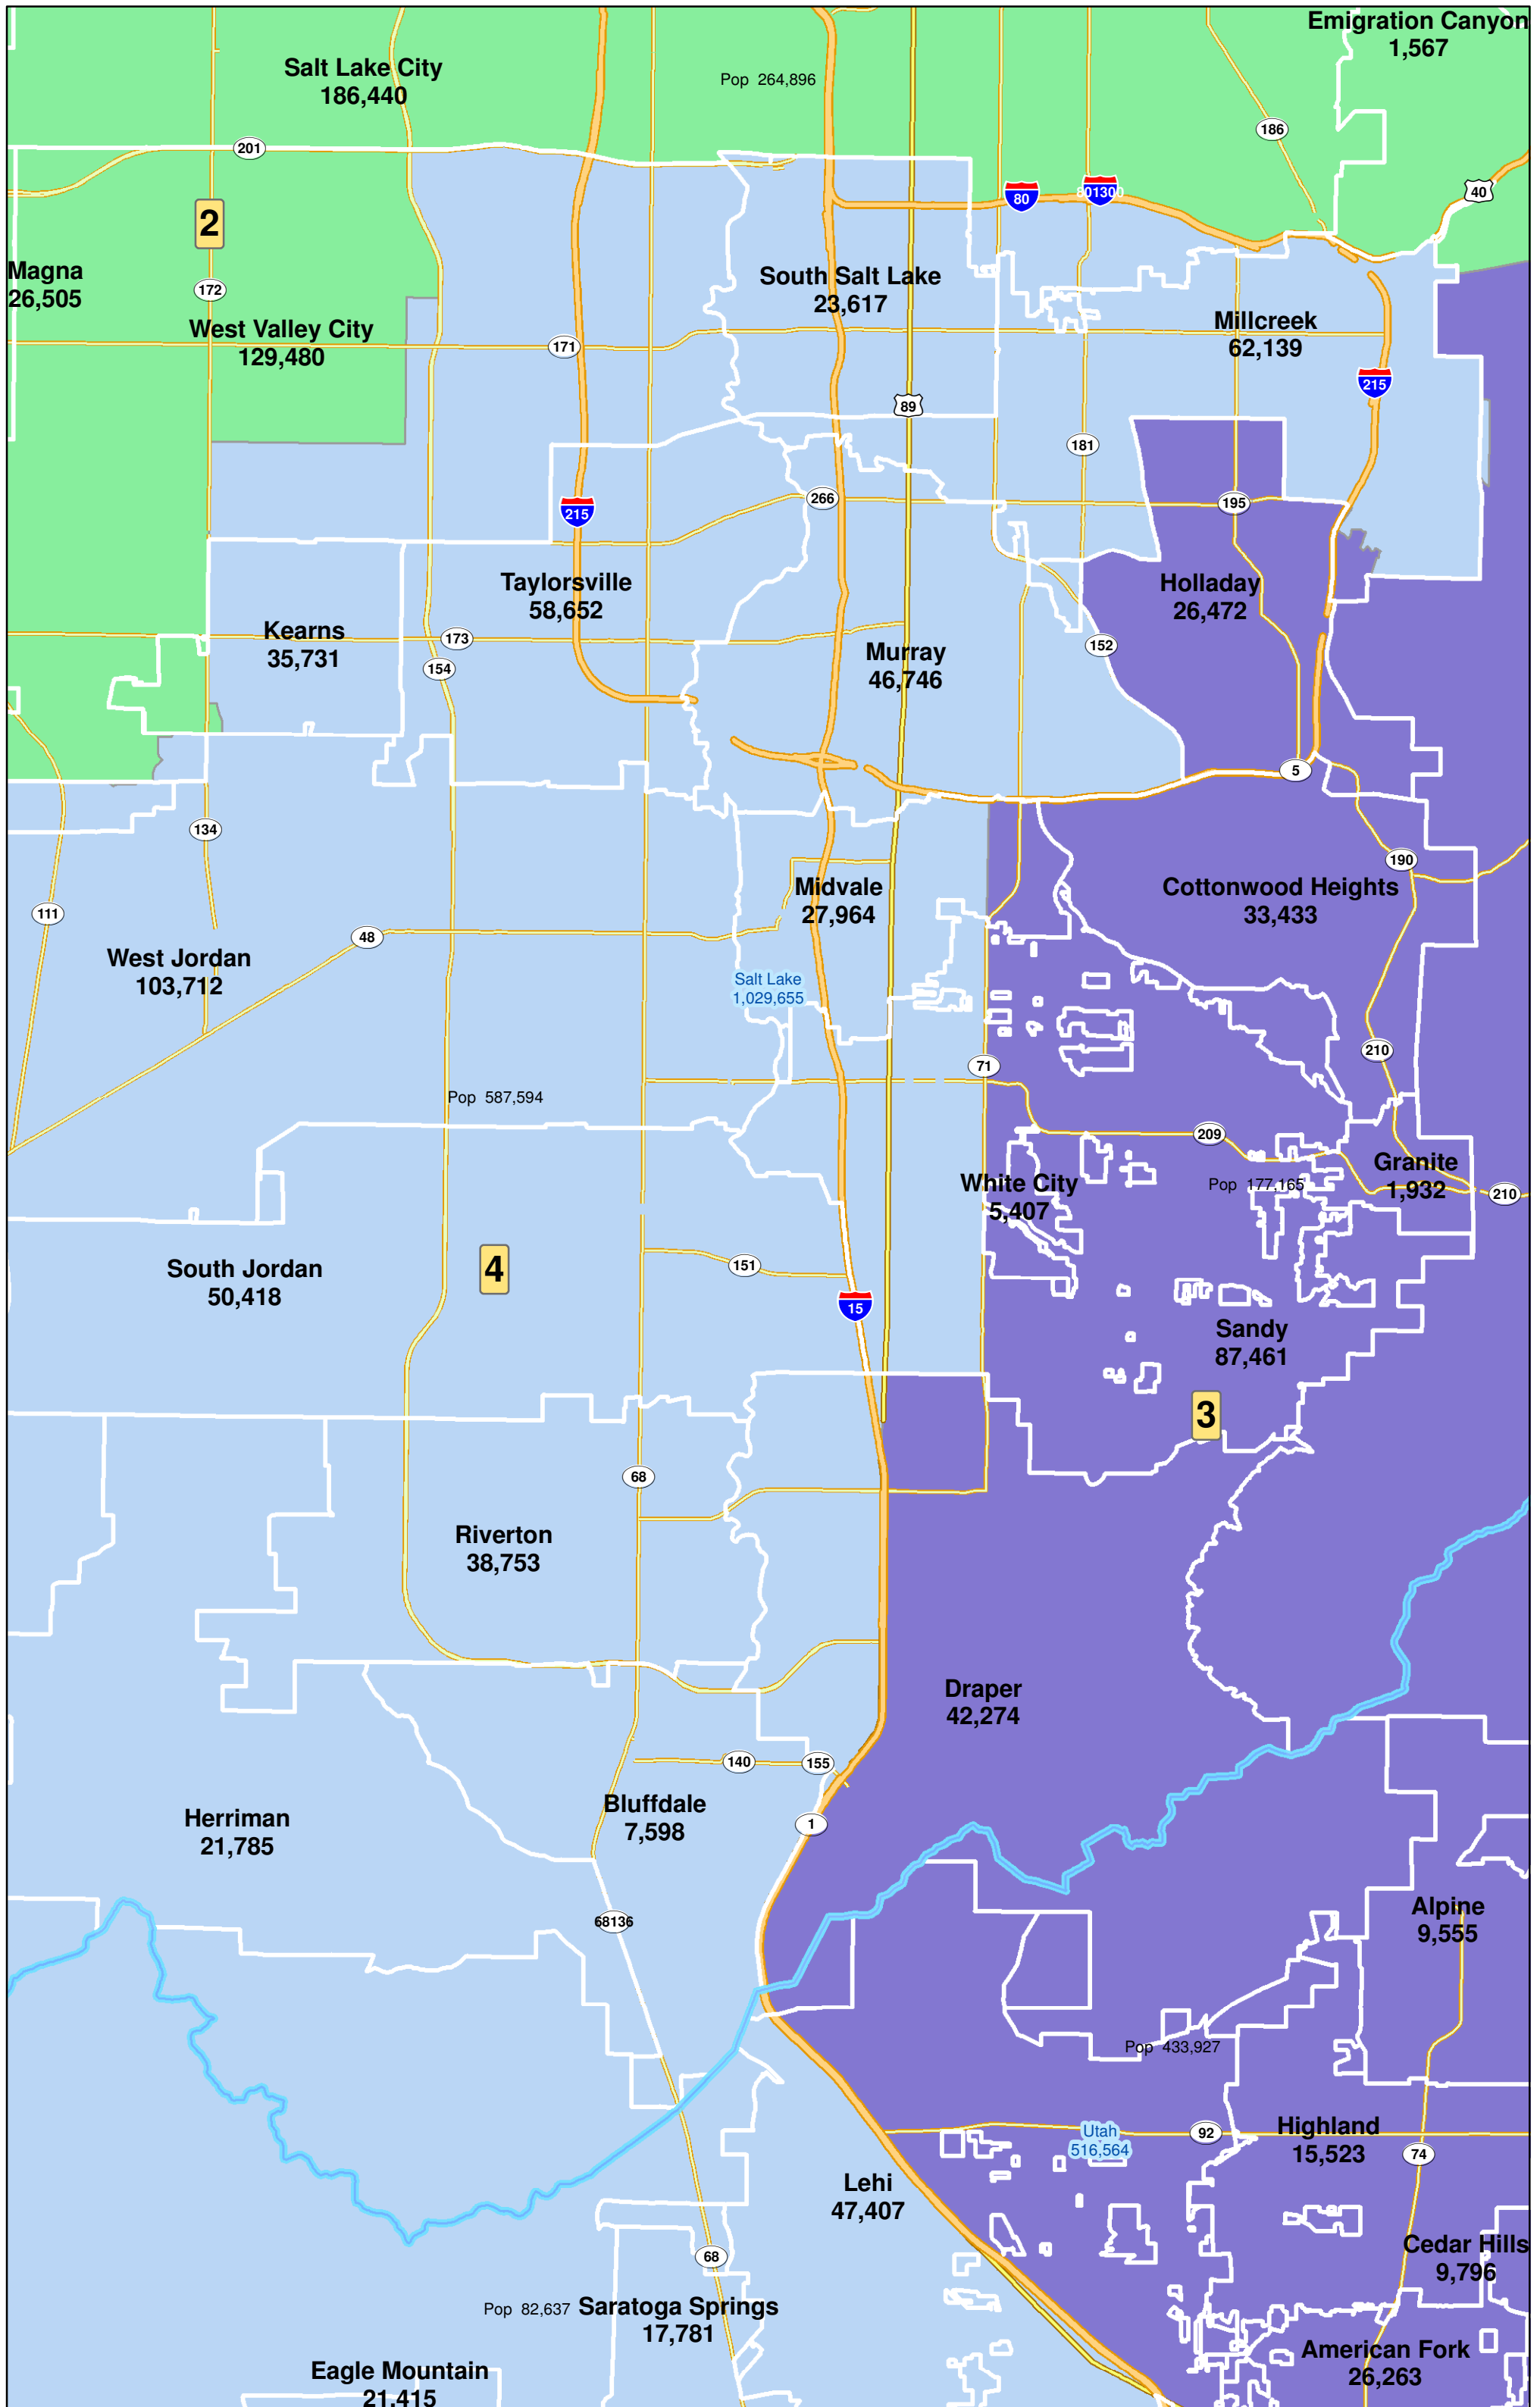 Emigration Canyon
1,567
Salt Lake City
186,440
Pop 264,896
186
201
40
80
801300
2
Magna
26,505
172
South Salt Lake
23,617
West Valley City
129,480
Millcreek
62,139
171
215
89
181
266
195
215
Taylorsville
58,652
Holladay
26,472
Kearns
35,731
173
154
Murray
46,746
152
5
134
190
Midvale
27,964
Cottonwood Heights
33,433
111
48
West Jordan
103,712
Salt Lake
1,029,655
210
71
Pop 587,594
209
Granite
1,932
White City
5,407
Pop 177,165
210
South Jordan
50,418
4
151
15
Sandy
87,461
3
68
Riverton
38,753
Draper
42,274
140
155
Bluffdale
7,598
1
Herriman
21,785
68136
Alpine
9,555
Pop 433,927
Utah
516,564
92
Highland
15,523
74
Lehi
47,407
68
Cedar Hills
9,796
Pop 82,637
Saratoga Springs
17,781
American Fork
26,263
Eagle Mountain
21,415